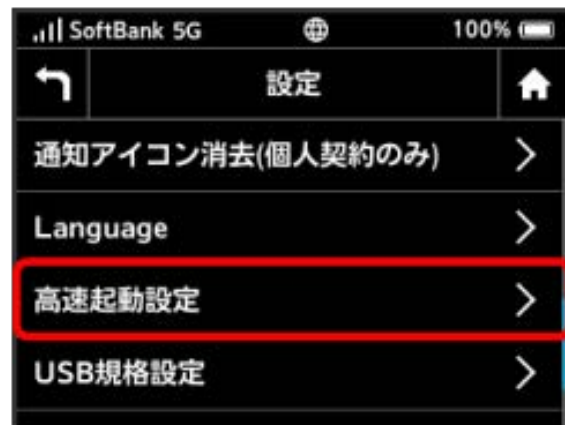 SoftBank 5G 100%
設定
通知アイコン消去(個人契約のみ)
Language
高速起動設定
USB規格設定